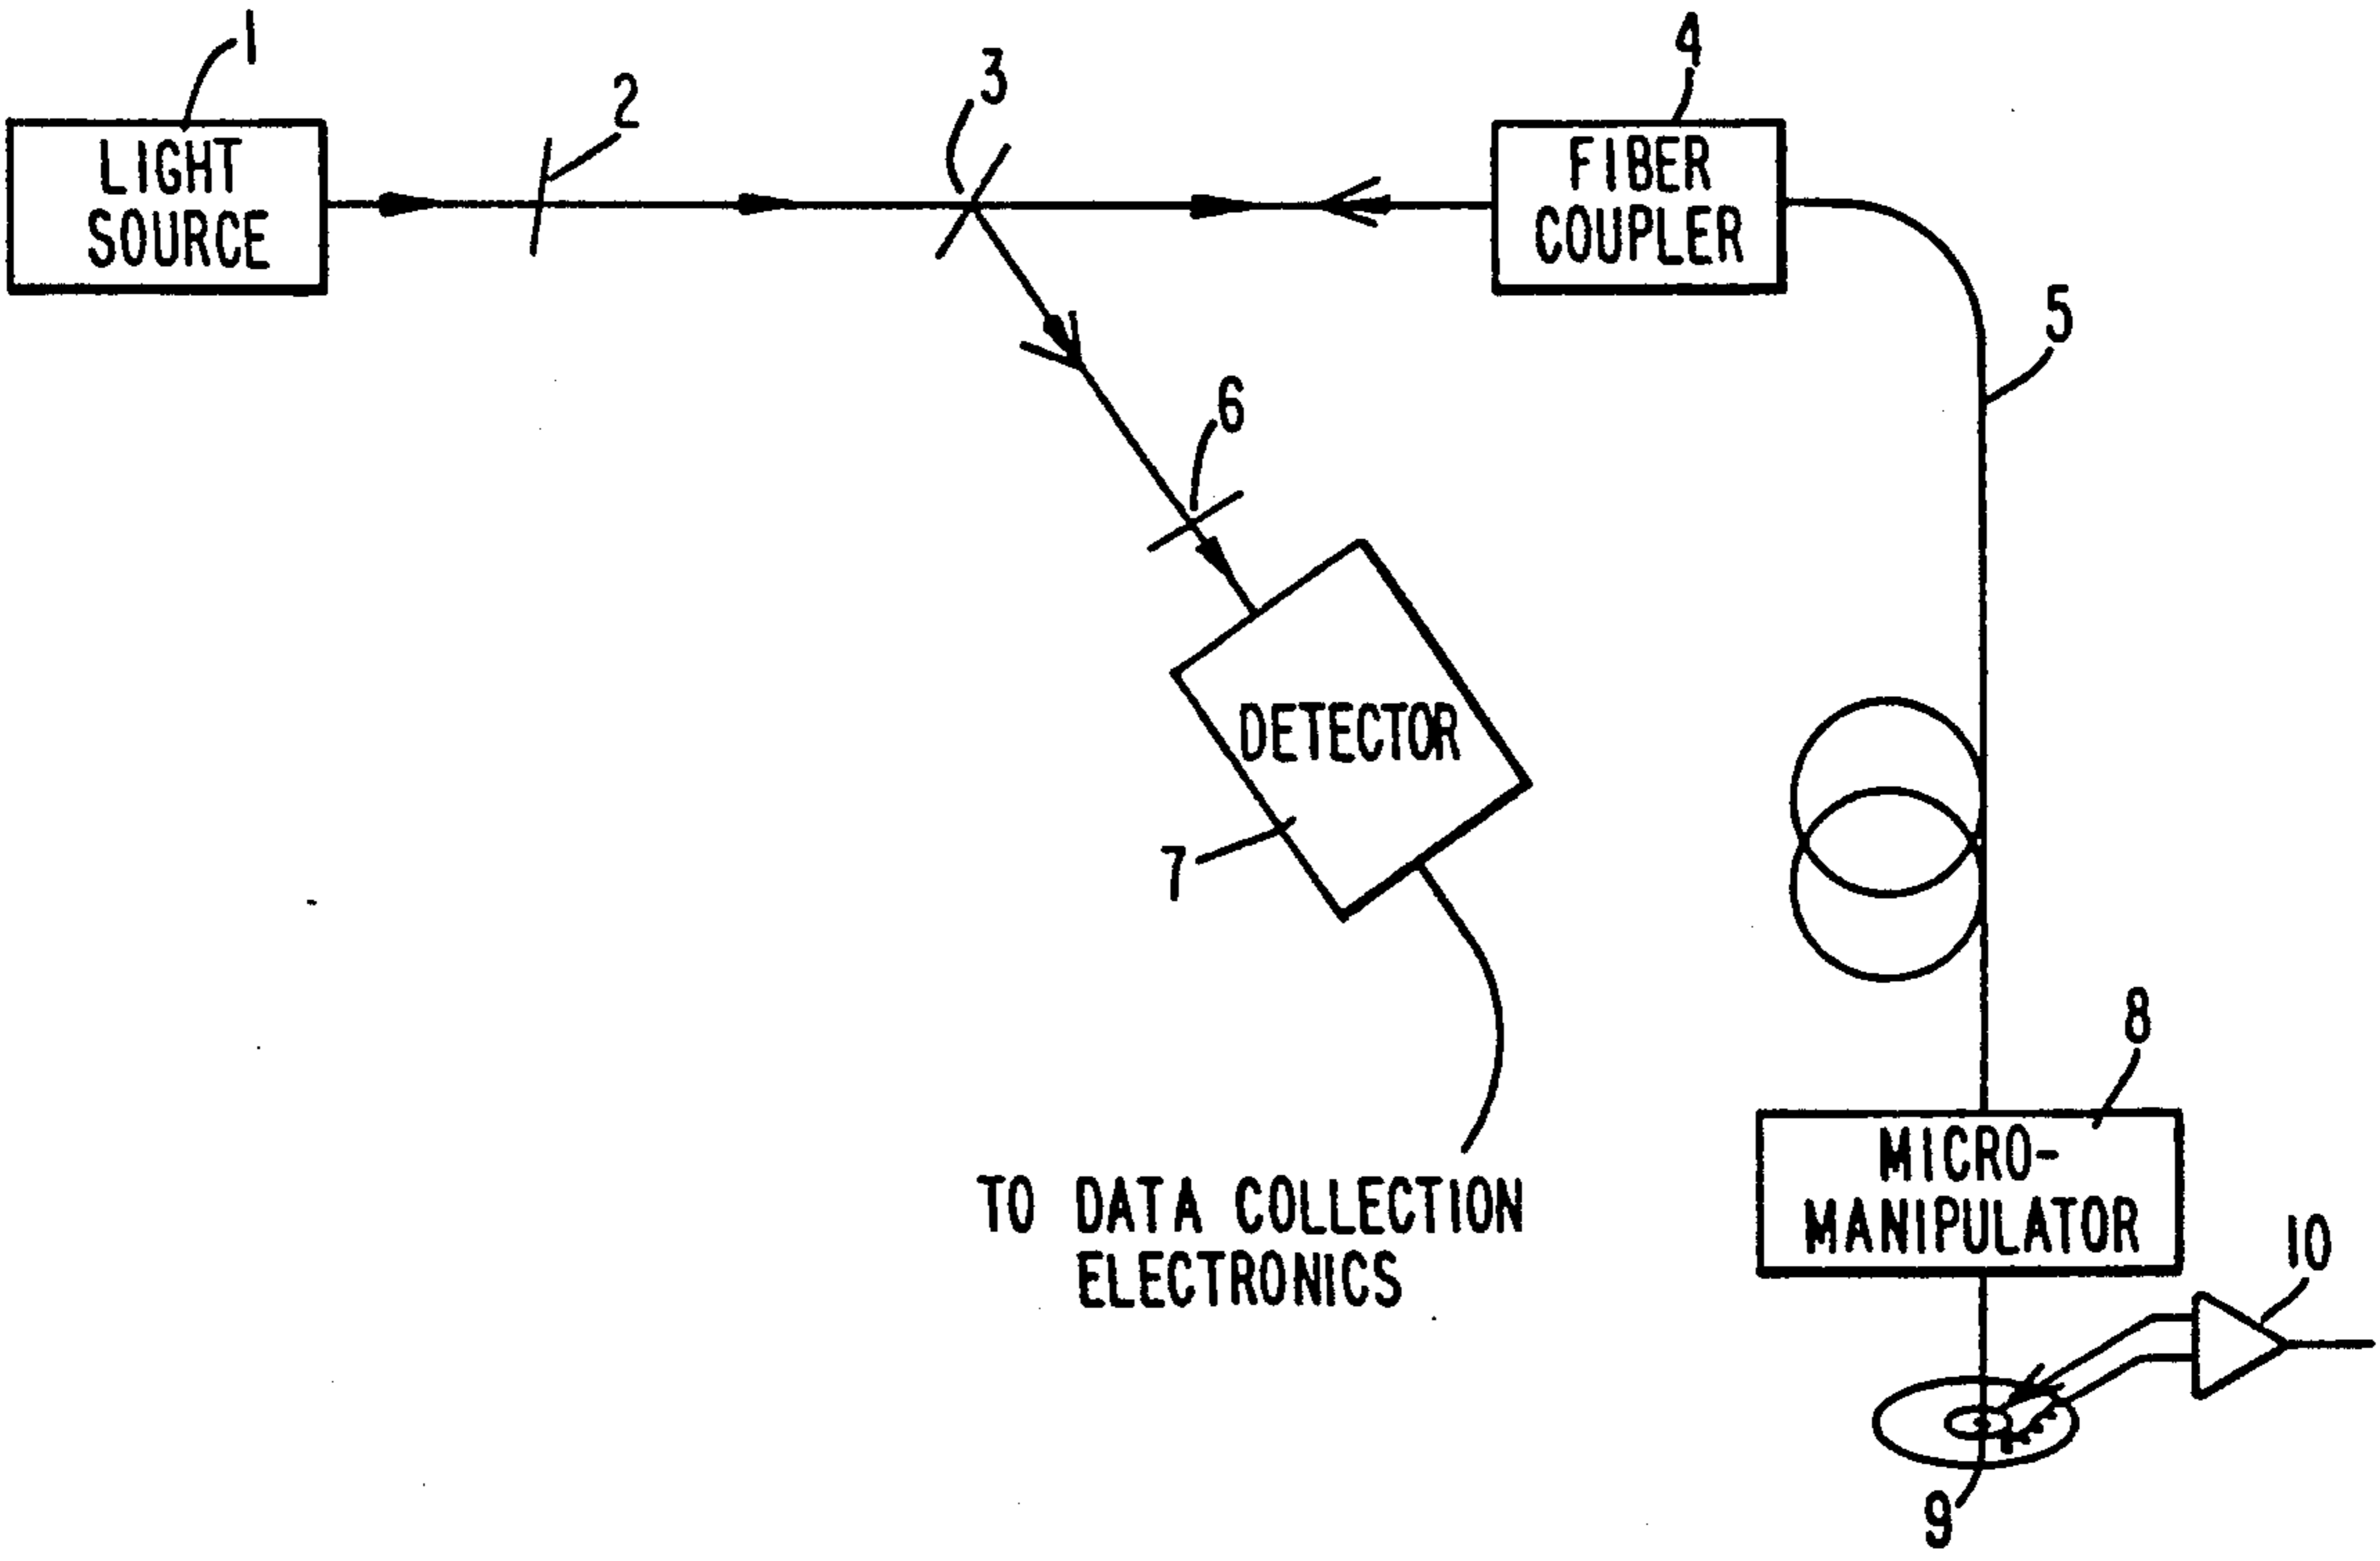 1
2
3
4
LIGHT
SOURCE
FIBER
COUPLER
5
6
DETECTOR
7
8
TO DATA COLLECTION
ELECTRONICS
MICRO-
MANIPULATOR
10
9